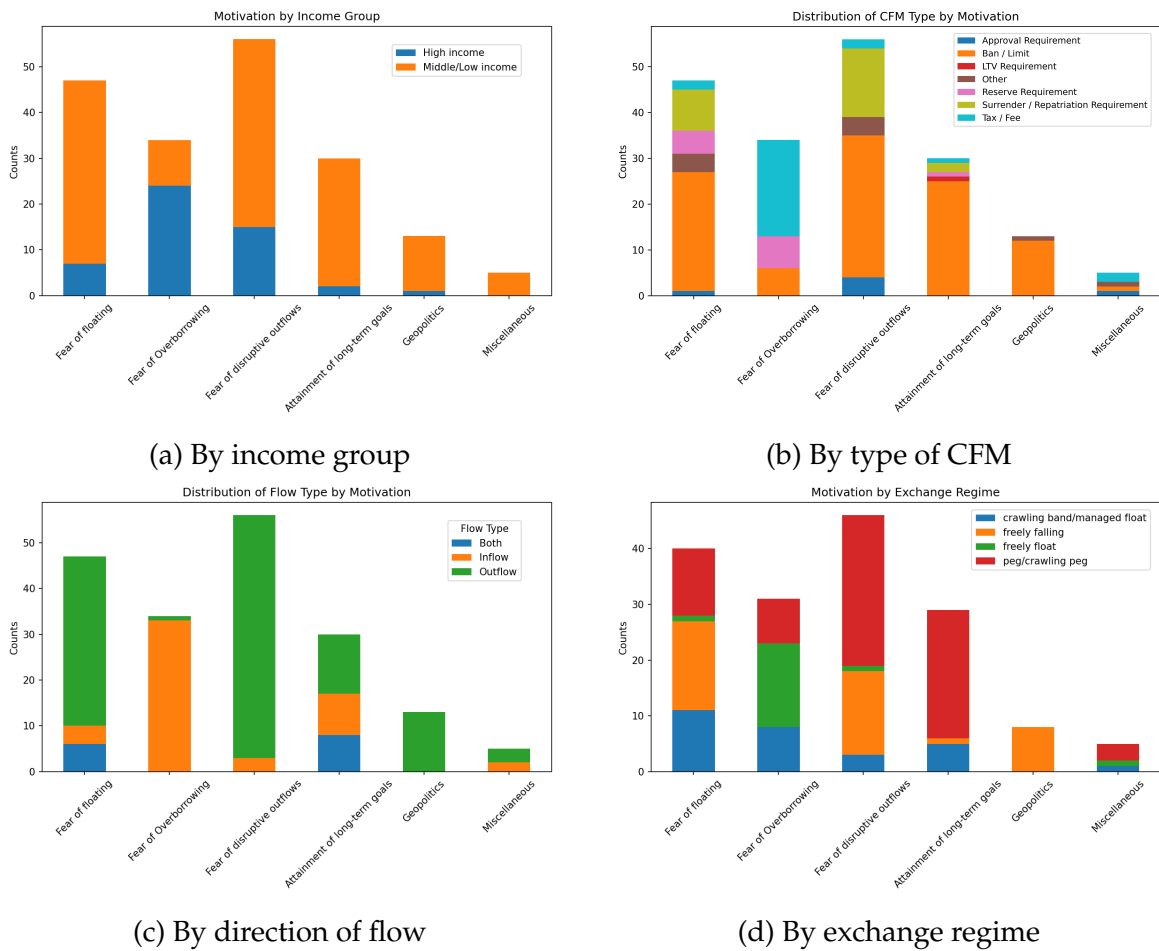 Motivation by Income Group
Counts
50
40
30
20
10
0
High income
Middle/Low income
Fear of floating
Fear of Overborrowing
Fear of disruptive outflows
Attainment of long-term goals
Geopolitics
Miscellaneous
(a) By income group
Distribution of CFM Type by Motivation
Counts
50
40
30
20
10
0
Approval Requirement
Ban / Limit
LTV Requirement
Other
Reserve Requirement
Surrender / Repatriation Requirement
Tax / Fee
Fear of floating
Fear of Overborrowing
Fear of disruptive outflows
Attainment of long-term goals
Geopolitics
Miscellaneous
(b) By type of CFM
Distribution of Flow Type by Motivation
Counts
50
40
30
20
10
0
Flow Type
Both
Inflow
Outflow
Fear of floating
Fear of Overborrowing
Fear of disruptive outflows
Attainment of long-term goals
Geopolitics
Miscellaneous
(c) By direction of flow
Motivation by Exchange Regime
Counts
40
30
20
10
0
crawling band/managed float
freely falling
freely float
peg/crawling peg
Fear of floating
Fear of Overborrowing
Fear of disruptive outflows
Attainment of long-term goals
Geopolitics
Miscellaneous
(d) By exchange regime